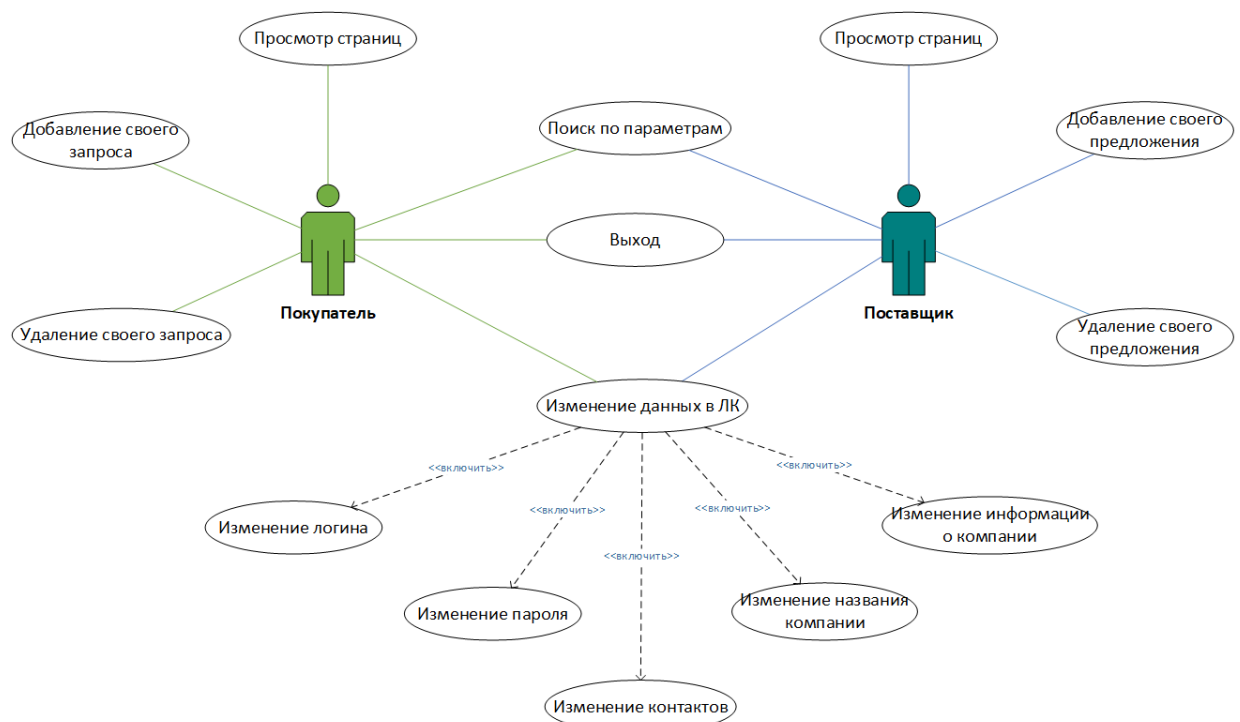 Просмотр страниц
Просмотр страниц
Добавление своего
запроса
Поиск по параметрам
Добавление своего
предложения
Выход
Покупатель
Поставщик
Удаление своего запроса
Удаление своего
предложения
Изменение данных в ЛК
<<включить>>
<<включить>>
<<включить>>
<<включить>>
<<включить>>
Изменение логина
Изменение информации
о компании
Изменение пароля
Изменение названия
компании
Изменение контактов